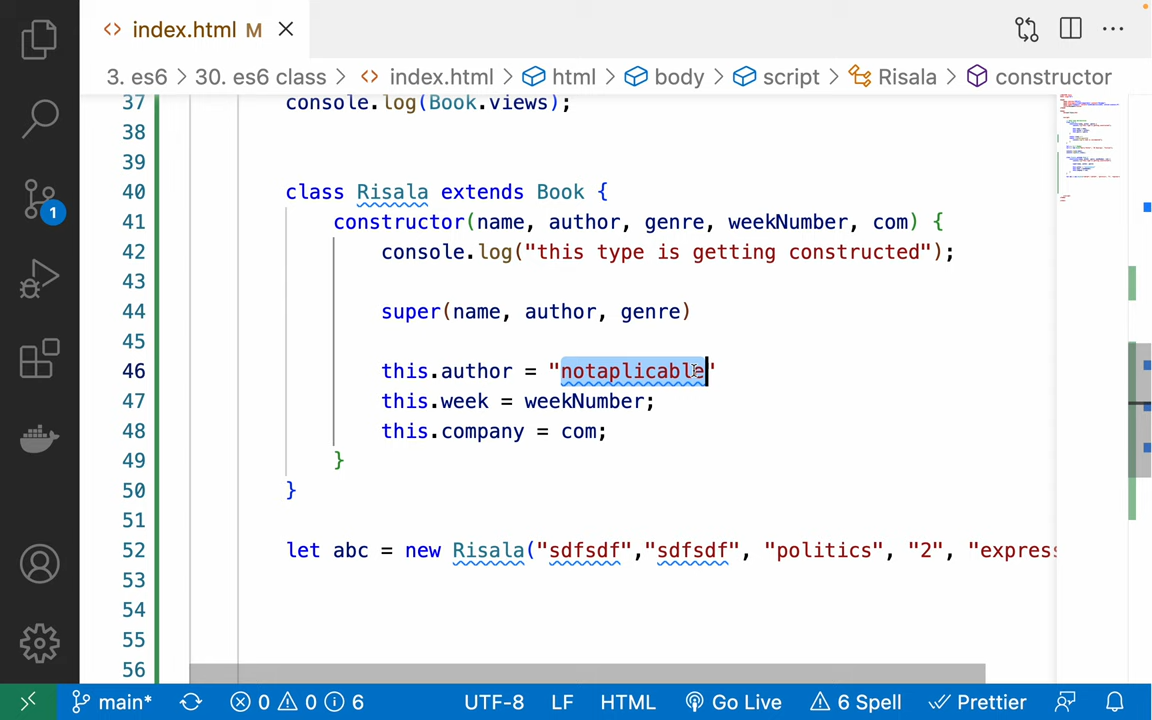 index.html M
3. es6 > 30. es6 class > index.html > html > body > script > Risala > constructor
37 console.log(Book.views);
38
39
40 class Risala extends Book {
41 constructor(name, author, genre, weekNumber, com) {
42 console.log("this type is getting constructed");
43
44 super(name, author, genre)
45
46 this.author = "notaplicable"
47 this.week = weekNumber;
48 this.company = com;
49 }
50 }
51
52 let abc = new Risala("sdfsdf","sdfsdf", "politics", "2", "express
53
54
55
56
1
main* 0 0 6 UTF-8 LF HTML Go Live 6 Spell Prettier